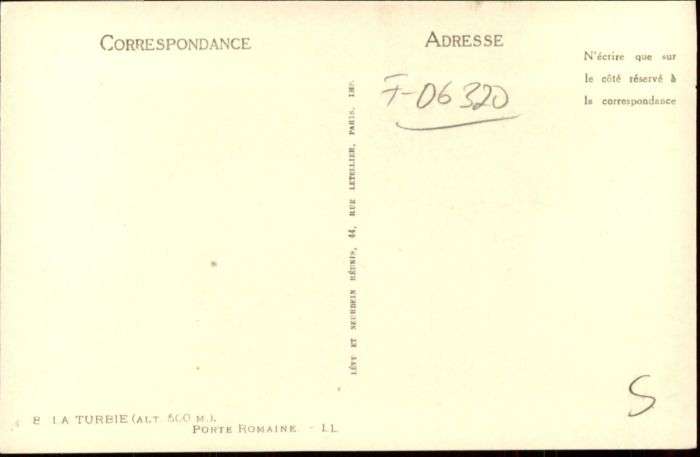 CORRESPONDANCE
ADRESSE
N'écrire que sur
le côté réservé à
la correspondance
F-06320
LÉVY ET NEURDEIN RÉUNIS, 44, RUE LETELLIER, PARIS, IMP.
8 LA TURBIE (ALT. 500 M.).
PORTE ROMAINE. - LL
S